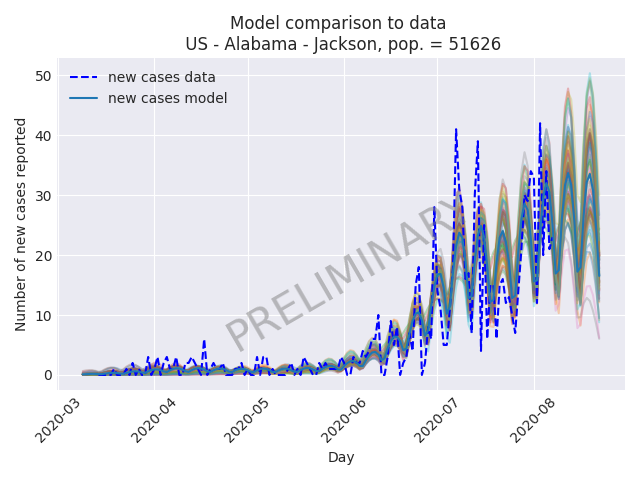 Model comparison to data
US - Alabama - Jackson, pop. = 51626
new cases data
new cases model
PRELIMINARY
Number of new cases reported
50
40
30
20
10
0
2020-03
2020-04
2020-05
2020-06
2020-07
2020-08
Day